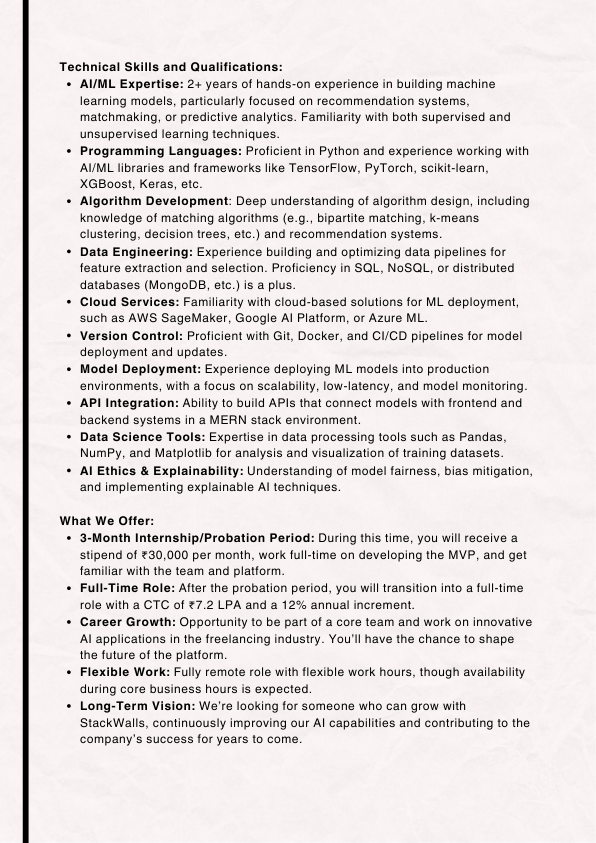 Technical Skills and Qualifications:
• AI/ML Expertise: 2+ years of hands-on experience in building machine
learning models, particularly focused on recommendation systems,
matchmaking, or predictive analytics. Familiarity with both supervised and
unsupervised learning techniques.
• Programming Languages: Proficient in Python and experience working with
AI/ML libraries and frameworks like TensorFlow, PyTorch, scikit-learn,
XGBoost, Keras, etc.
• Algorithm Development: Deep understanding of algorithm design, including
knowledge of matching algorithms (e.g., bipartite matching, k-means
clustering, decision trees, etc.) and recommendation systems.
• Data Engineering: Experience building and optimizing data pipelines for
feature extraction and selection. Proficiency in SQL, NoSQL, or distributed
databases (MongoDB, etc.) is a plus.
• Cloud Services: Familiarity with cloud-based solutions for ML deployment,
such as AWS SageMaker, Google AI Platform, or Azure ML.
• Version Control: Proficient with Git, Docker, and CI/CD pipelines for model
deployment and updates.
• Model Deployment: Experience deploying ML models into production
environments, with a focus on scalability, low-latency, and model monitoring.
• API Integration: Ability to build APIs that connect models with frontend and
backend systems in a MERN stack environment.
• Data Science Tools: Expertise in data processing tools such as Pandas,
NumPy, and Matplotlib for analysis and visualization of training datasets.
• AI Ethics & Explainability: Understanding of model fairness, bias mitigation,
and implementing explainable AI techniques.
What We Offer:
• 3-Month Internship/Probation Period: During this time, you will receive a
stipend of ₹30,000 per month, work full-time on developing the MVP, and get
familiar with the team and platform.
• Full-Time Role: After the probation period, you will transition into a full-time
role with a CTC of ₹7.2 LPA and a 12% annual increment.
• Career Growth: Opportunity to be part of a core team and work on innovative
AI applications in the freelancing industry. You’ll have the chance to shape
the future of the platform.
• Flexible Work: Fully remote role with flexible work hours, though availability
during core business hours is expected.
• Long-Term Vision: We’re looking for someone who can grow with
StackWalls, continuously improving our AI capabilities and contributing to the
company’s success for years to come.